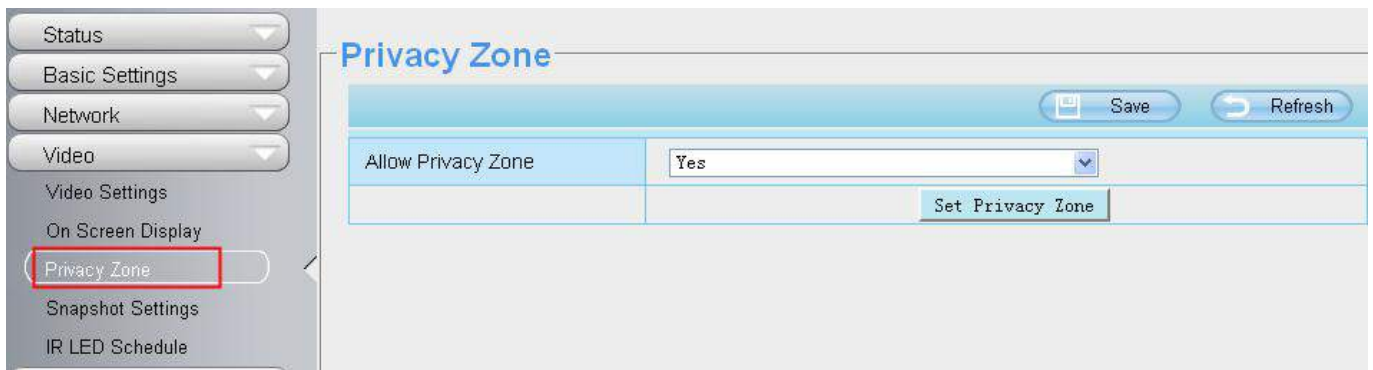 Status
Basic Settings
Network
Video
Video Settings
On Screen Display
Privacy Zone
Snapshot Settings
IR LED Schedule
Privacy Zone
Save Refresh
Allow Privacy Zone Yes
Set Privacy Zone